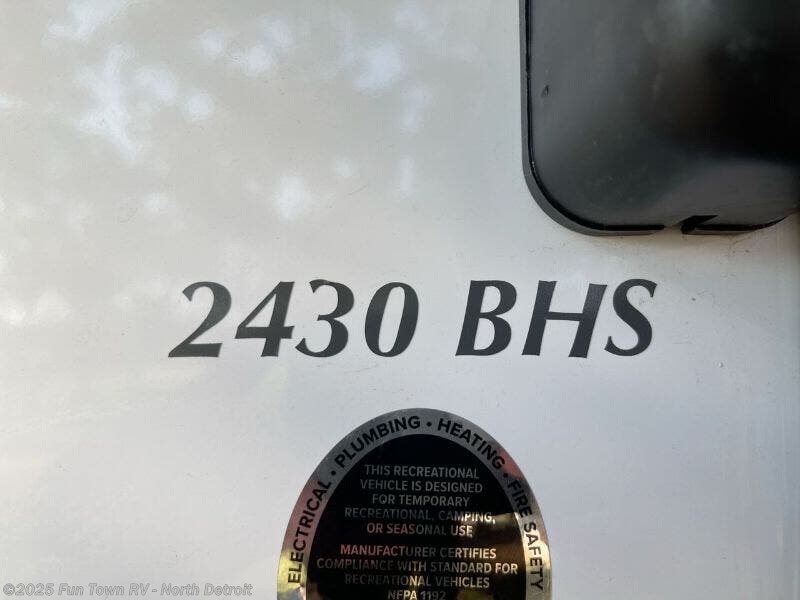 2430 BHS
ELECTRICAL • PLUMBING • HEATING • FIRE SAFETY
THIS RECREATIONAL
VEHICLE IS DESIGNED
FOR TEMPORARY
RECREATIONAL, CAMPING,
OR SEASONAL USE
MANUFACTURER CERTIFIES
COMPLIANCE WITH STANDARD FOR
RECREATIONAL VEHICLES
NFPA 1192
©2025 Fun Town RV - North Detroit